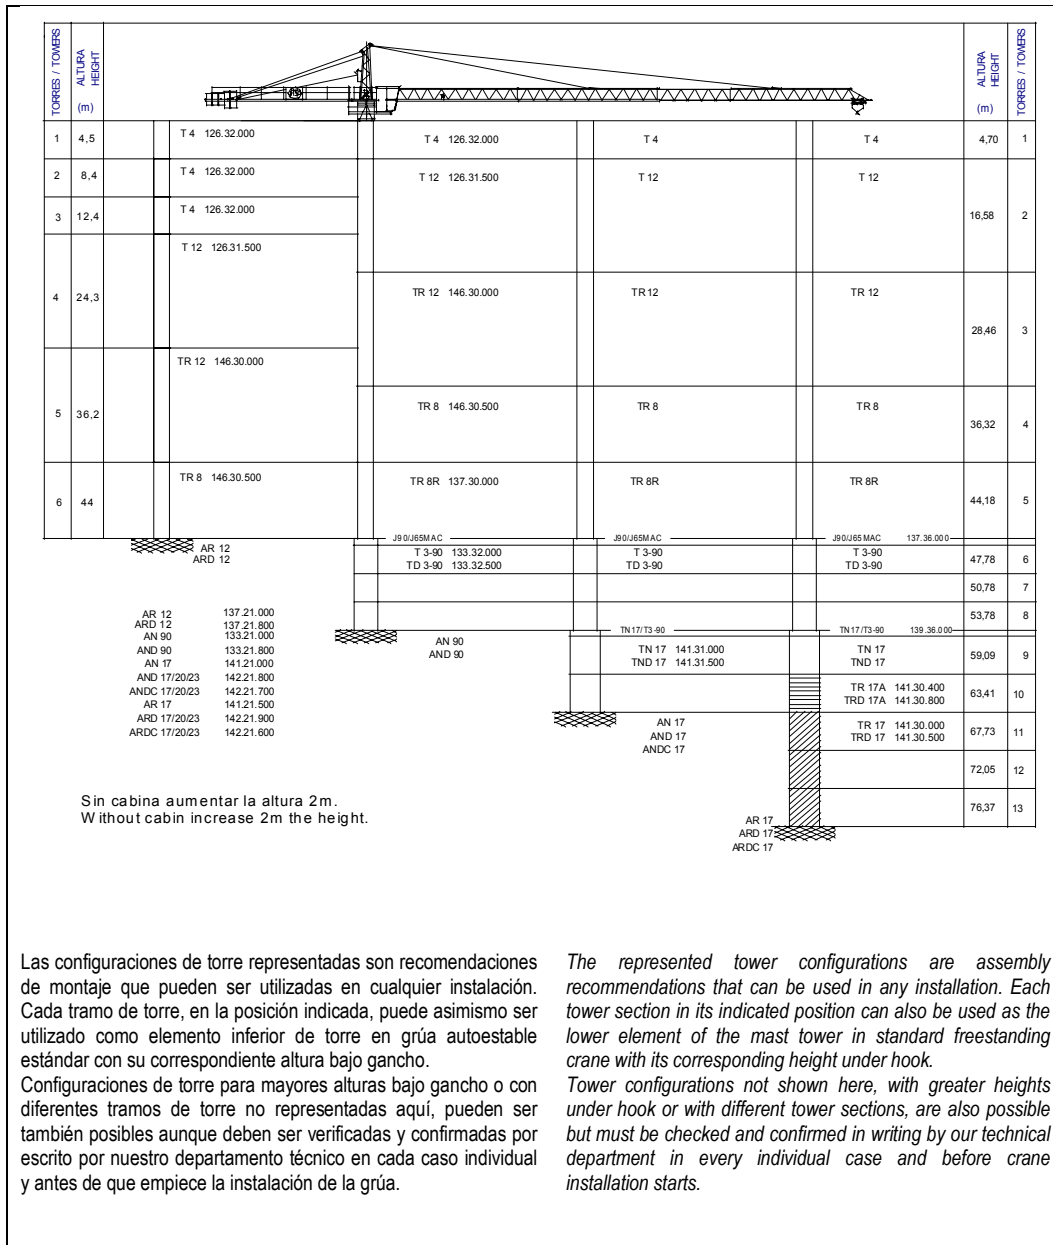 TORRES / TOWERS
ALTURA
HEIGHT
(m)
ALTURA
HEIGHT
(m)
TORRES / TOWERS
1 4,5 T 4 126.32.000 T 4 126.32.000 T 4 T 4 4,70 1
2 8,4 T 4 126.32.000 T 12 126.31.500 T 12 T 12
3 12,4 T 4 126.32.000 16,58 2
T 12 126.31.500
4 24,3 TR 12 146.30.000 TR 12 TR 12
28,46 3
TR 12 146.30.000
5 36,2 TR 8 146.30.500 TR 8 TR 8 36,32 4
TR 8 146.30.500 TR 8R 137.30.000 TR 8R TR 8R
6 44 44,18 5
J90/J65MAC J90/J65MAC J90/J65 MAC 137.36.000
AR 12
ARD 12
T 3-90 133.32.000 T 3-90 T 3-90
TD 3-90 133.32.500 TD 3-90 TD 3-90
47,78 6
50,78 7
53,78 8
AR 12 137.21.000
ARD 12 137.21.800
AN 90 133.21.000
AND 90 133.21.800
AN 17 141.21.000
AND 17/20/23 142.21.800
ANDC 17/20/23 142.21.700
AR 17 141.21.500
ARD 17/20/23 142.21.900
ARDC 17/20/23 142.21.600
AN 90
AND 90
TN17/T3-90 TN17/T3-90 139.36.000
TN 17 141.31.000 TN 17
TND 17 141.31.500 TND 17
59,09 9
TR 17A 141.30.400
TRD 17A 141.30.800
63,41 10
AN 17
AND 17
ANDC 17
TR 17 141.30.000
TRD 17 141.30.500
67,73 11
72,05 12
76,37 13
Sin cabina aumentar la altura 2m.
Without cabin increase 2m the height.
AR 17
ARD 17
ARDC 17
Las configuraciones de torre representadas son recomendaciones
de montaje que pueden ser utilizadas en cualquier instalación.
Cada tramo de torre, en la posición indicada, puede asimismo ser
utilizado como elemento inferior de torre en grúa autoestable
estándar con su correspondiente altura bajo gancho.
Configuraciones de torre para mayores alturas bajo gancho o con
diferentes tramos de torre no representadas aquí, pueden ser
también posibles aunque deben ser verificadas y confirmadas por
escrito por nuestro departamento técnico en cada caso individual
y antes de que empiece la instalación de la grúa.
The represented tower configurations are assembly
recommendations that can be used in any installation. Each
tower section in its indicated position can also be used as the
lower element of the mast tower in standard freestanding
crane with its corresponding height under hook.
Tower configurations not shown here, with greater heights
under hook or with different tower sections, are also possible
but must be checked and confirmed in writing by our technical
department in every individual case and before crane
installation starts.